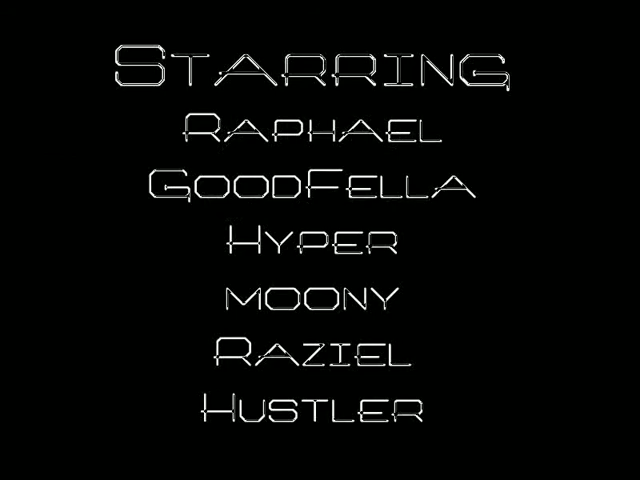 Starring
Raphael
GoodFella
Hyper
moony
Raziel
Hustler